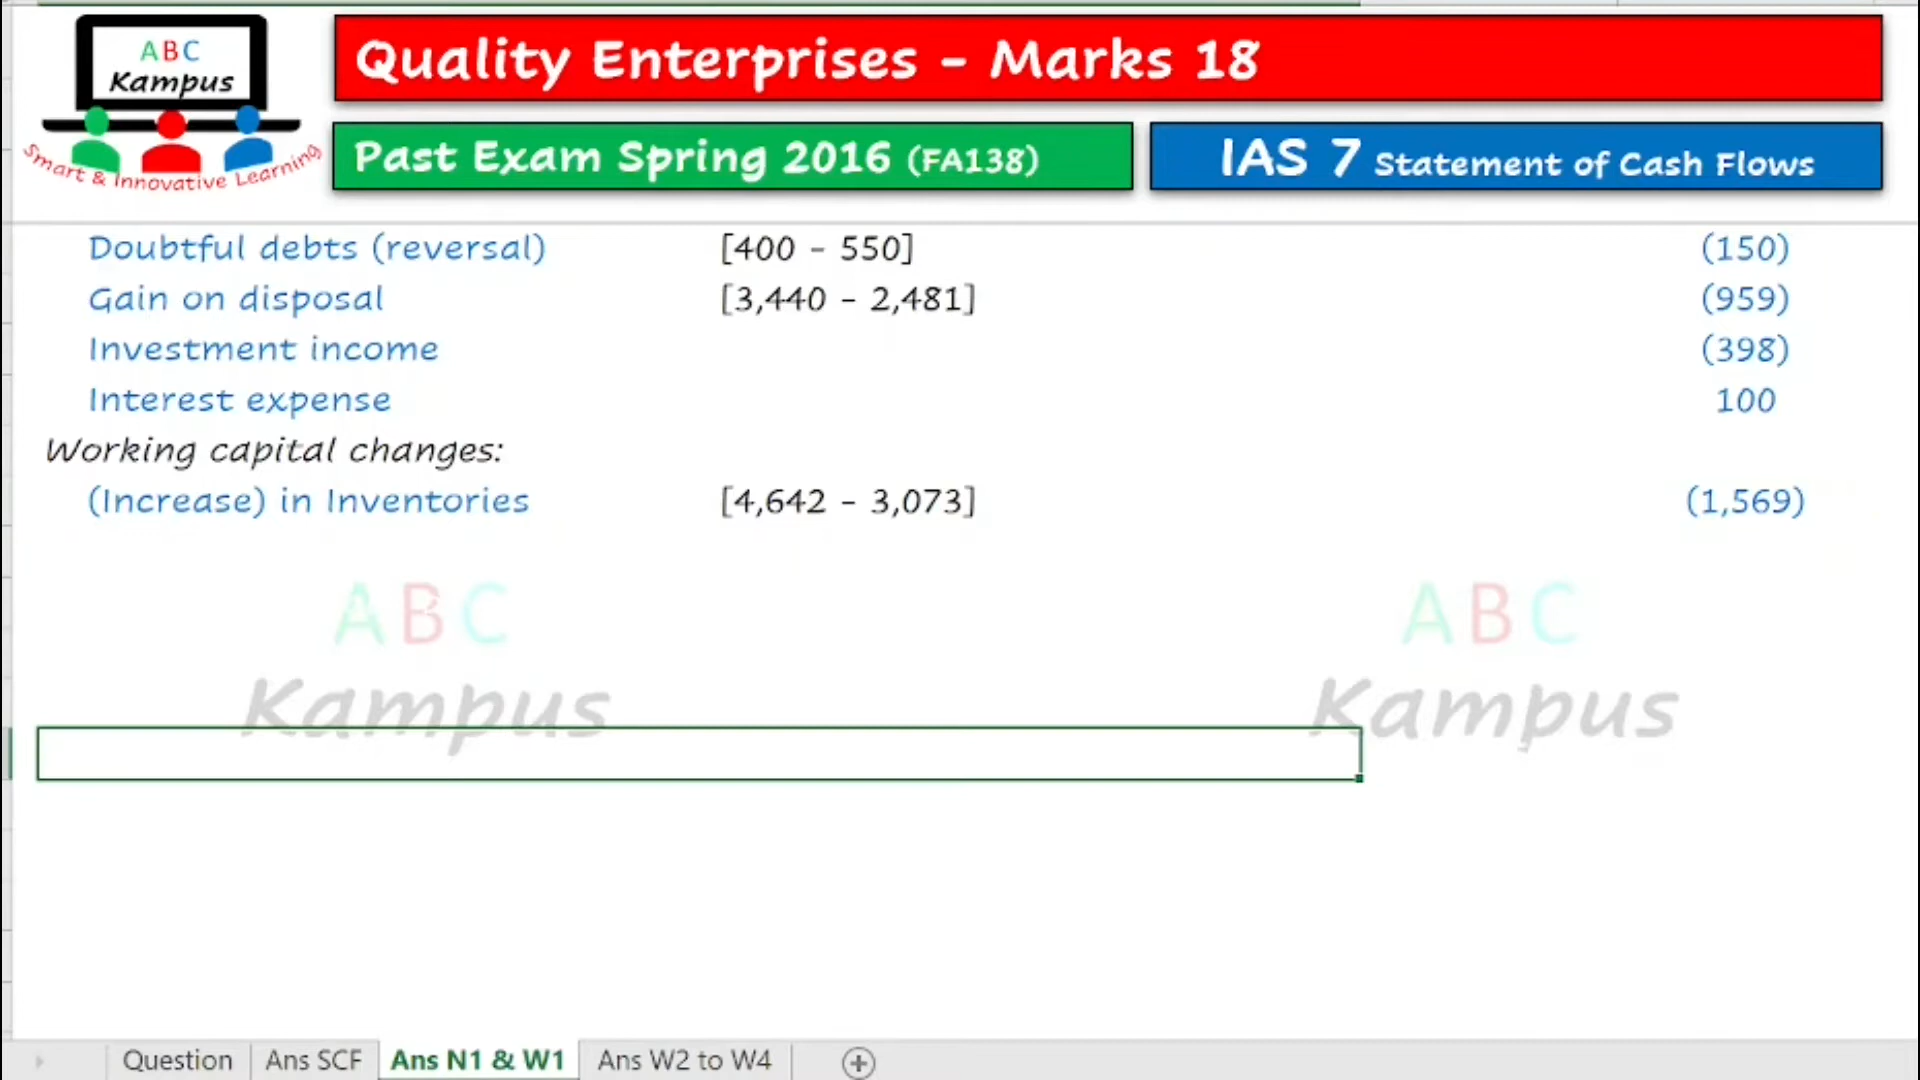 ABC
Kampus
Smart & Innovative Learning
Quality Enterprises - Marks 18
Past Exam Spring 2016 (FA138)
IAS 7 Statement of Cash Flows
Doubtful debts (reversal) [400 - 550] (150)
Gain on disposal [3,440 - 2,481] (959)
Investment income (398)
Interest expense 100
Working capital changes:
(Increase) in Inventories [4,642 - 3,073] (1,569)
ABC
Kampus
ABC
Kampus
Question Ans SCF Ans N1 & W1 Ans W2 to W4